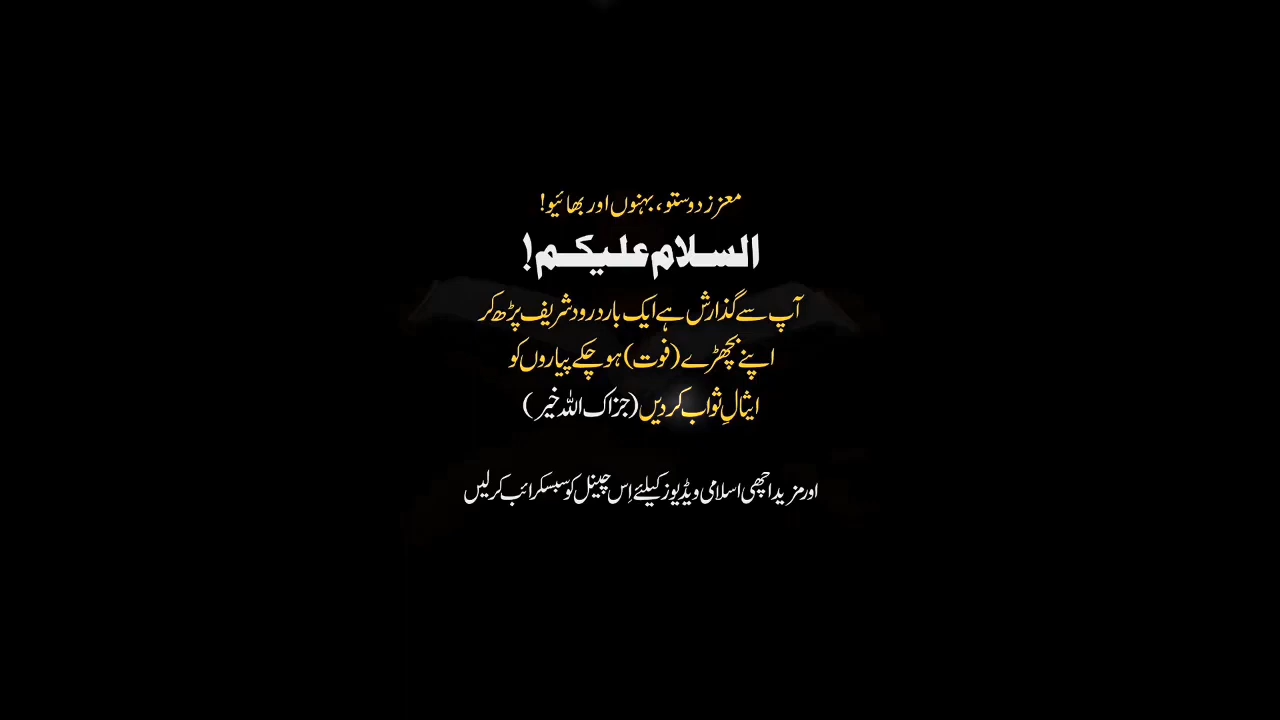 معزز دوستو، بہنوں اور بھائیو!
السلام علیکم!
آپ سے گذارش ہے ایک بار درود شریف پڑھ کر
اپنے بچھڑے (فوت) ہو چکے پیاروں کو
ایثالِ ثواب کر دیں (جزاک اللہ خیر)
اور مزید اچھی اسلامی ویڈیوز کیلئے اِس چینل کو سبسکرائب کر لیں